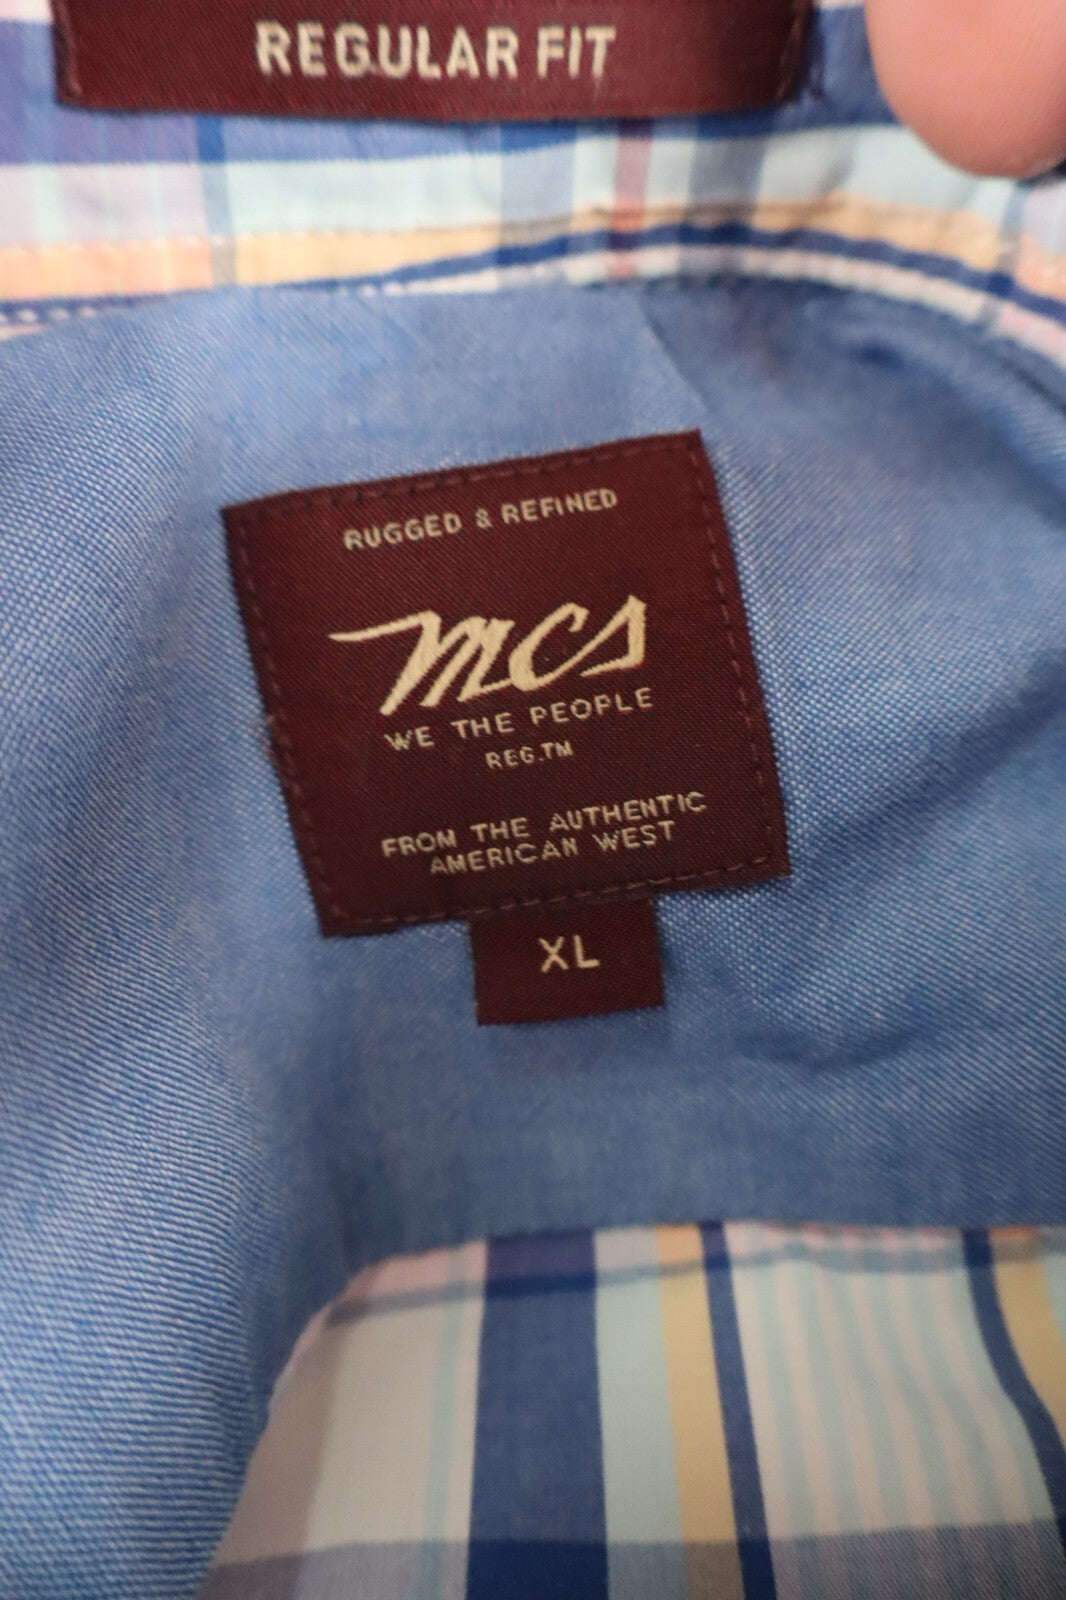 REGULAR FIT
RUGGED & REFINED
mcs
WE THE PEOPLE
REG.TM
FROM THE AUTHENTIC
AMERICAN WEST
XL